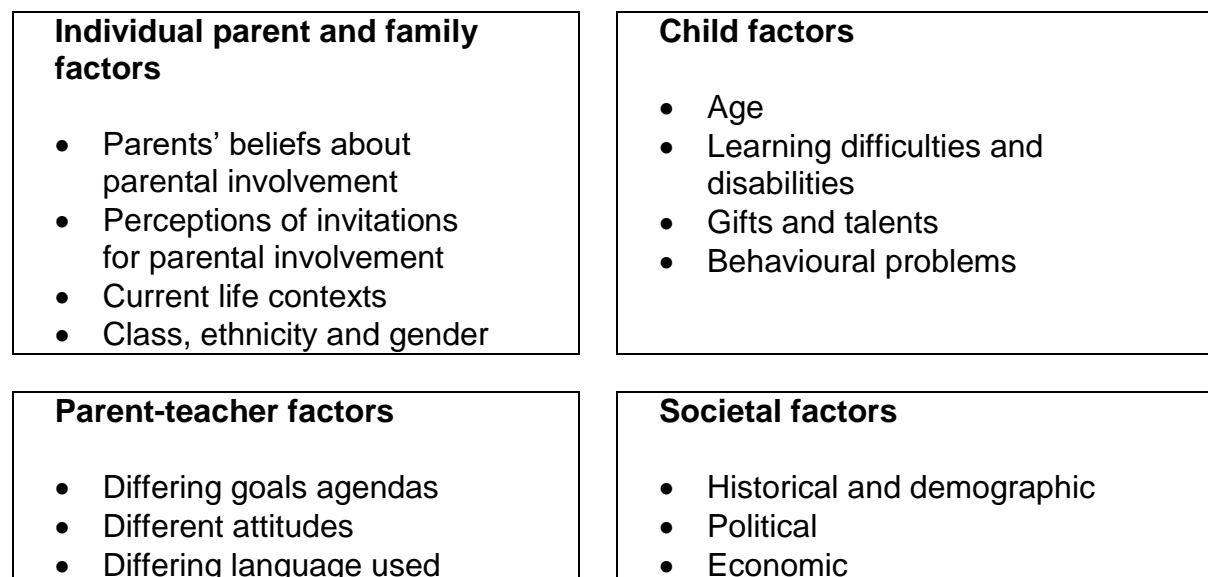 Individual parent and family
factors
• Parents’ beliefs about
parental involvement
• Perceptions of invitations
for parental involvement
• Current life contexts
• Class, ethnicity and gender
Child factors
• Age
• Learning difficulties and
disabilities
• Gifts and talents
• Behavioural problems
Parent-teacher factors
• Differing goals agendas
• Different attitudes
• Differing language used
Societal factors
• Historical and demographic
• Political
• Economic